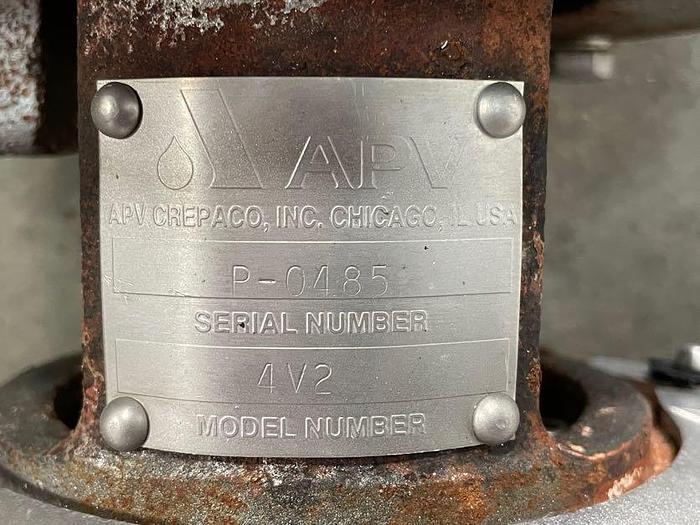 APV
APV CREPACO, INC. CHICAGO, IL USA
P-0485
SERIAL NUMBER
4V2
MODEL NUMBER